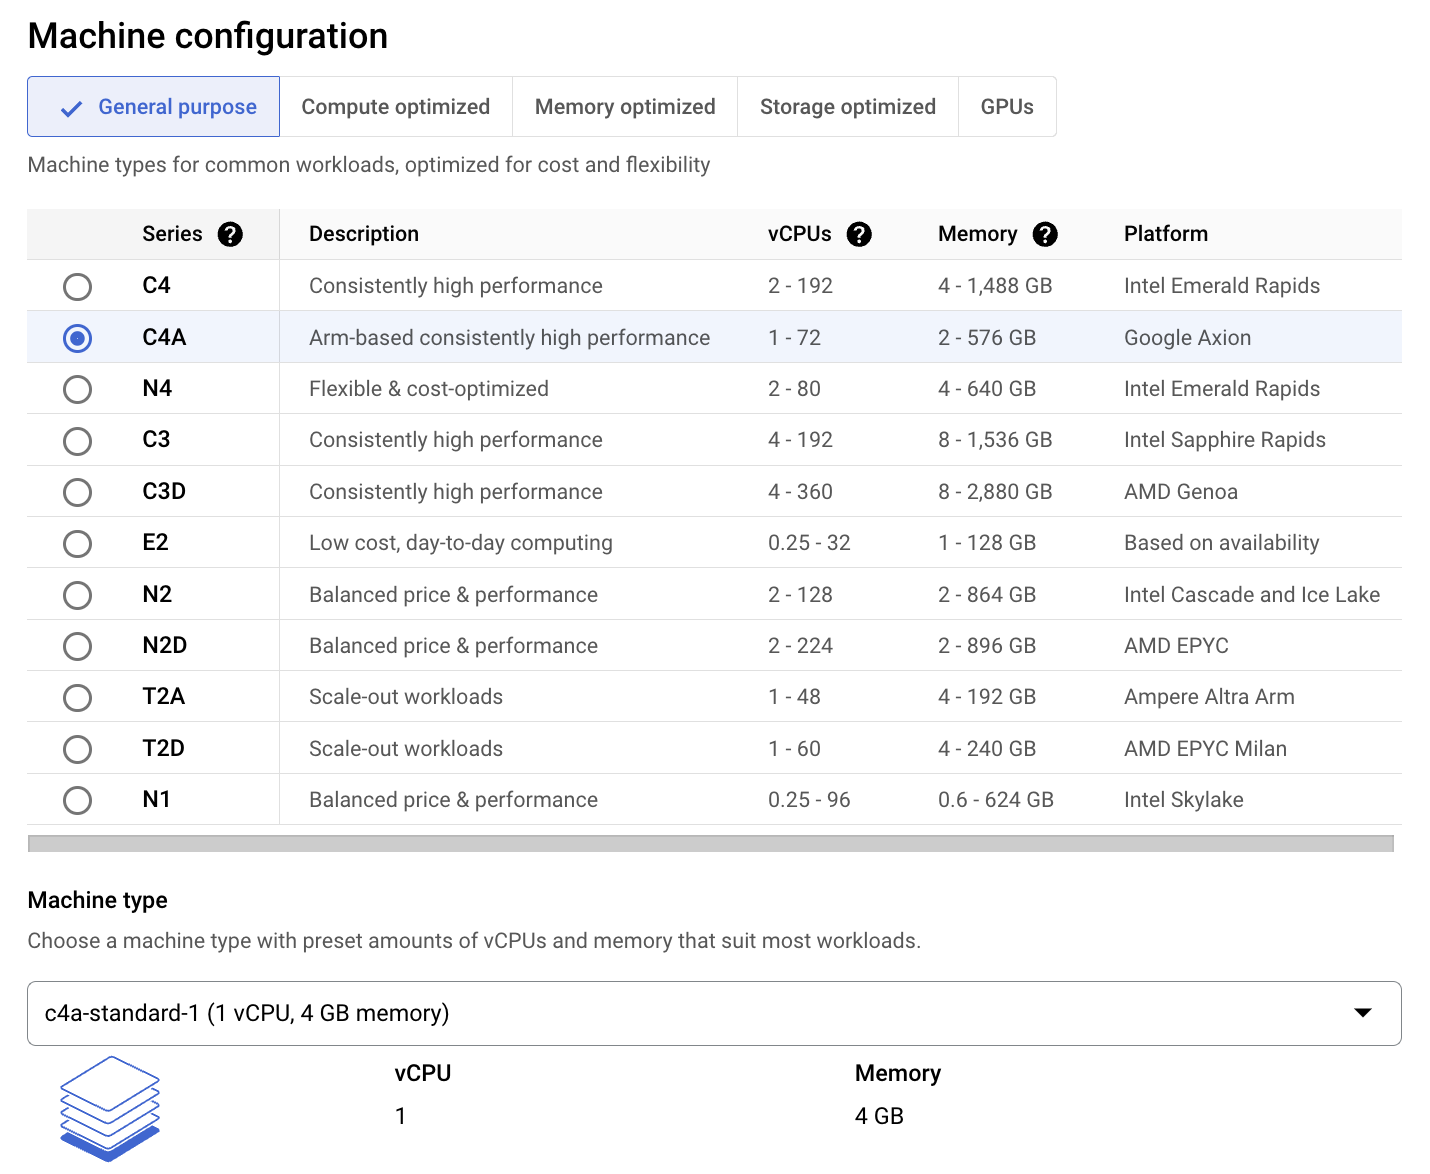 Machine configuration
General purpose Compute optimized Memory optimized Storage optimized GPUs
Machine types for common workloads, optimized for cost and flexibility
Series ? Description vCPUs ? Memory ? Platform
C4 Consistently high performance 2 - 192 4 - 1,488 GB Intel Emerald Rapids
C4A Arm-based consistently high performance 1 - 72 2 - 576 GB Google Axion
N4 Flexible & cost-optimized 2 - 80 4 - 640 GB Intel Emerald Rapids
C3 Consistently high performance 4 - 192 8 - 1,536 GB Intel Sapphire Rapids
C3D Consistently high performance 4 - 360 8 - 2,880 GB AMD Genoa
E2 Low cost, day-to-day computing 0.25 - 32 1 - 128 GB Based on availability
N2 Balanced price & performance 2 - 128 2 - 864 GB Intel Cascade and Ice Lake
N2D Balanced price & performance 2 - 224 2 - 896 GB AMD EPYC
T2A Scale-out workloads 1 - 48 4 - 192 GB Ampere Altra Arm
T2D Scale-out workloads 1 - 60 4 - 240 GB AMD EPYC Milan
N1 Balanced price & performance 0.25 - 96 0.6 - 624 GB Intel Skylake
Machine type
Choose a machine type with preset amounts of vCPUs and memory that suit most workloads.
c4a-standard-1 (1 vCPU, 4 GB memory)
vCPU Memory
1 4 GB